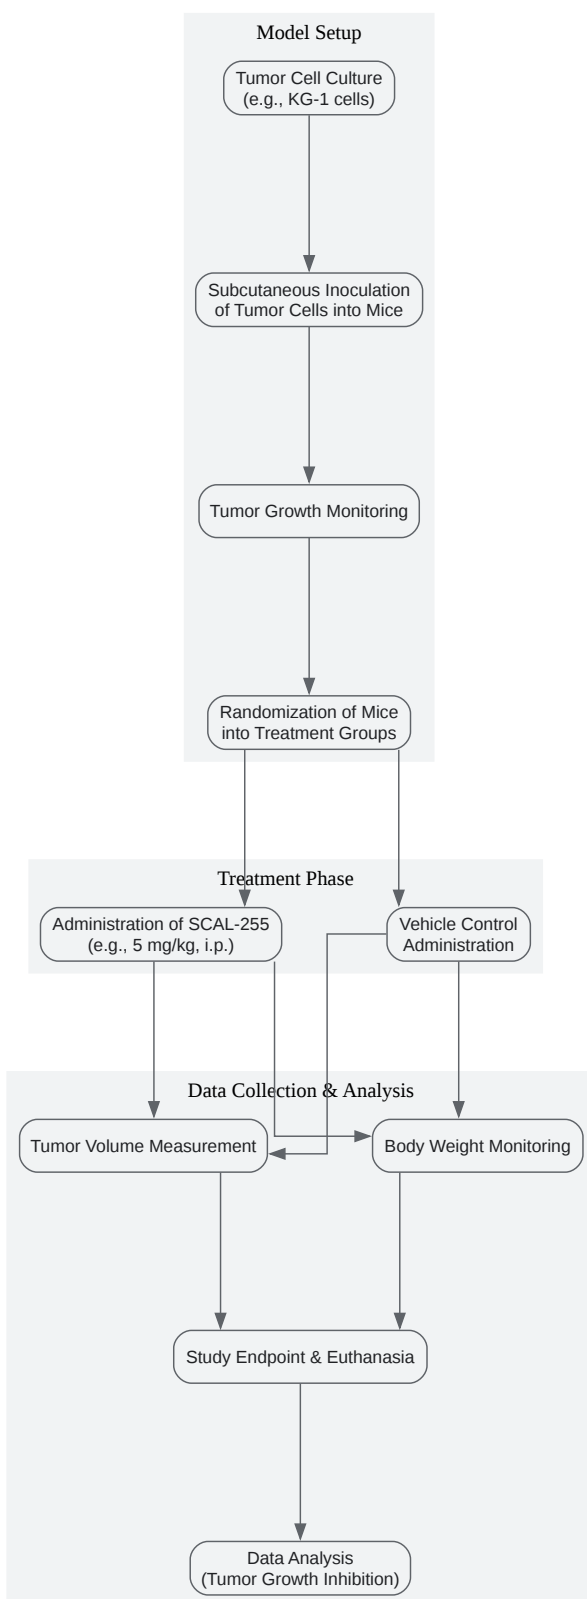 Model Setup
Tumor Cell Culture
(e.g., KG-1 cells)
Subcutaneous Inoculation
of Tumor Cells into Mice
Tumor Growth Monitoring
Randomization of Mice
into Treatment Groups
Treatment Phase
Administration of SCAL-255
(e.g., 5 mg/kg, i.p.)
Vehicle Control
Administration
Data Collection & Analysis
Tumor Volume Measurement
Body Weight Monitoring
Study Endpoint & Euthanasia
Data Analysis
(Tumor Growth Inhibition)